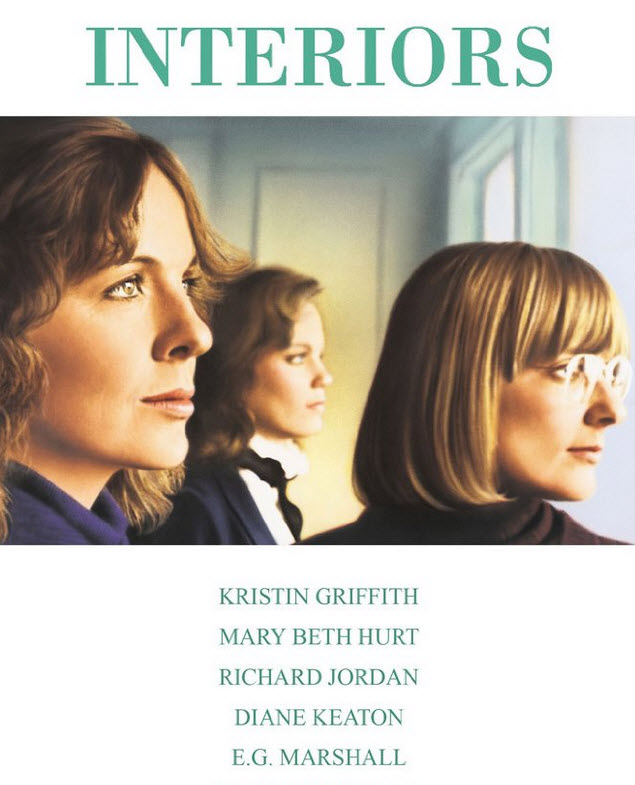 INTERIORS
KRISTIN GRIFFITH
MARY BETH HURT
RICHARD JORDAN
DIANE KEATON
E.G. MARSHALL